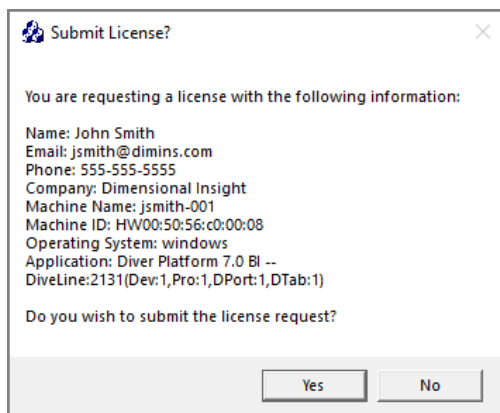 Submit License?
You are requesting a license with the following information:
Name: John Smith
Email: jsmith@dimins.com
Phone: 555-555-5555
Company: Dimensional Insight
Machine Name: jsmith-001
Machine ID: HW00:50:56:c0:00:08
Operating System: windows
Application: Diver Platform 7.0 BI --
DiveLine:2131(Dev:1,Pro:1,DPort:1,DTab:1)
Do you wish to submit the license request?
Yes
No